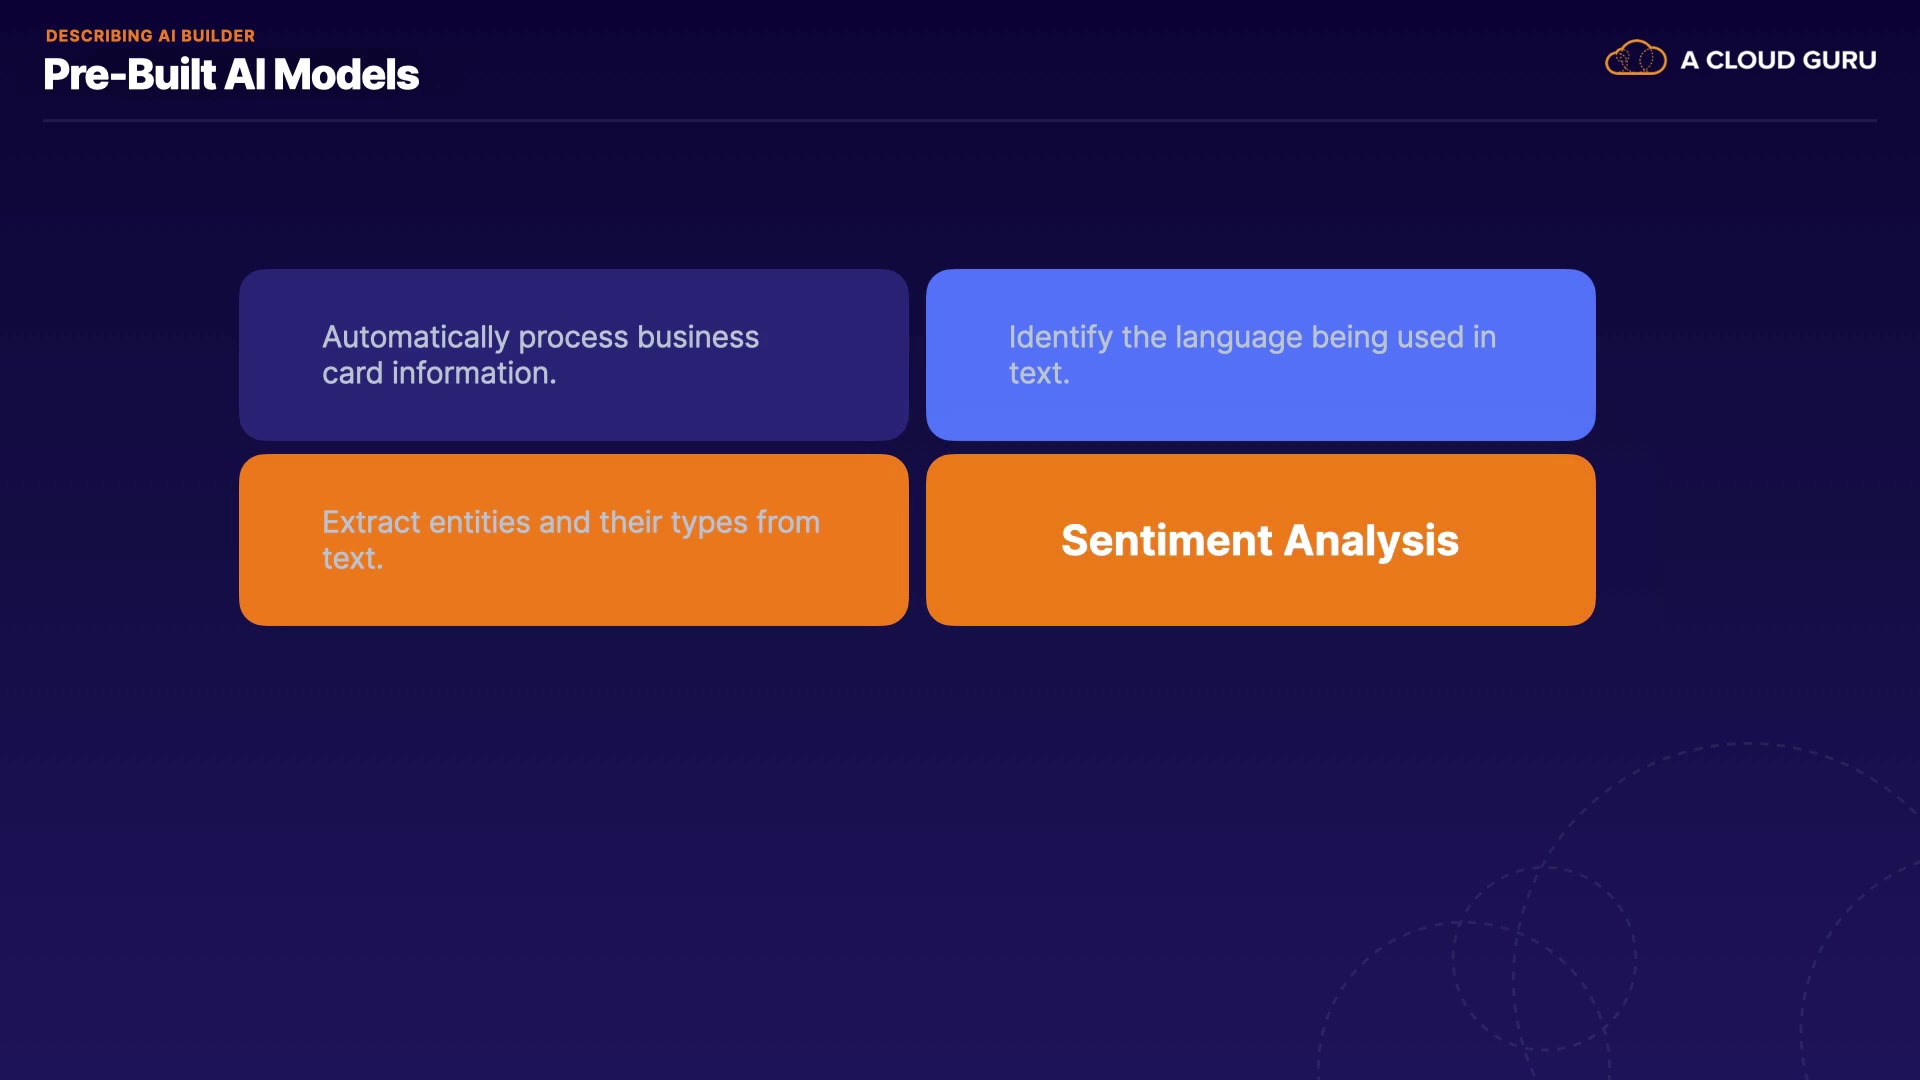 DESCRIBING AI BUILDER
Pre-Built AI Models
A CLOUD GURU
Automatically process business
card information.
Identify the language being used in
text.
Extract entities and their types from
text.
Sentiment Analysis